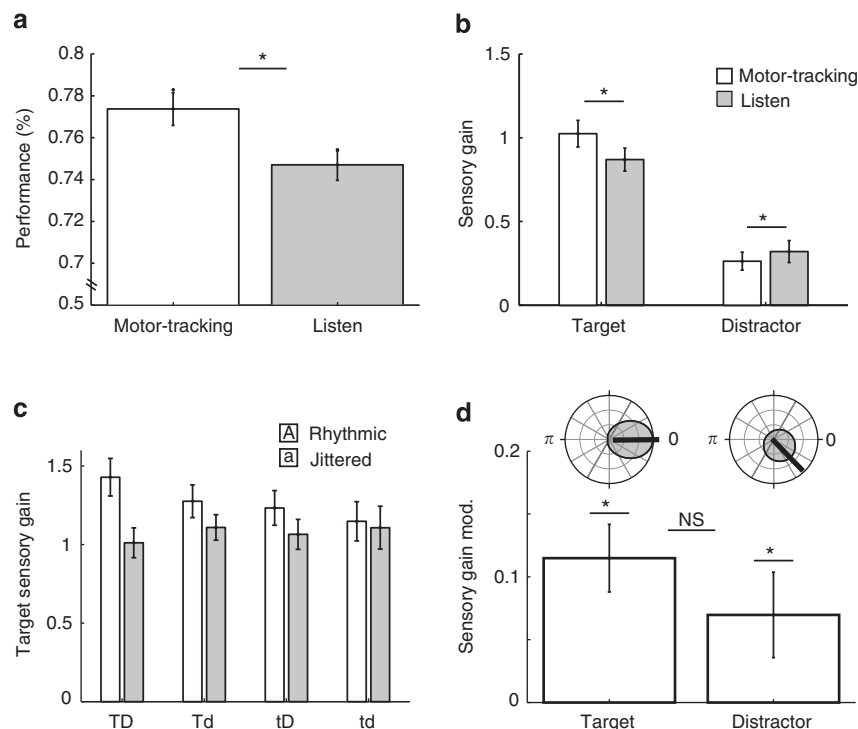 a
0.8
0.78
0.76
0.74
0.72
0.7
0.5
Performance (%)
*
Motor-tracking
Listen
b
1.5
1
0.5
0
Sensory gain
Motor-tracking
Listen
*
*
Target
Distractor
c
A Rhythmic
a Jittered
1.5
1
0.5
0
Target sensory gain
TD
Td
tD
td
d
π
0
π
0
0.2
0.1
0
Sensory gain mod.
*
NS
*
Target
Distractor